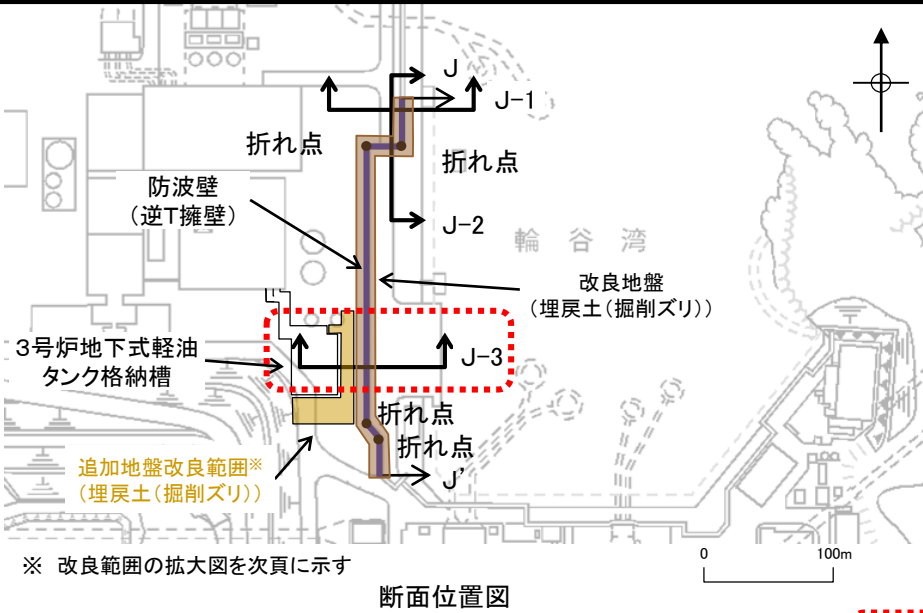 J
J-1
折れ点
折れ点
防波壁
(逆T擁壁)
J-2
輪谷湾
改良地盤
(埋戻土(掘削ズリ))
3号炉地下式軽油
タンク格納槽
J-3
折れ点
折れ点
追加地盤改良範囲※
(埋戻土(掘削ズリ))
J'
※ 改良範囲の拡大図を次頁に示す
0 100m
断面位置図